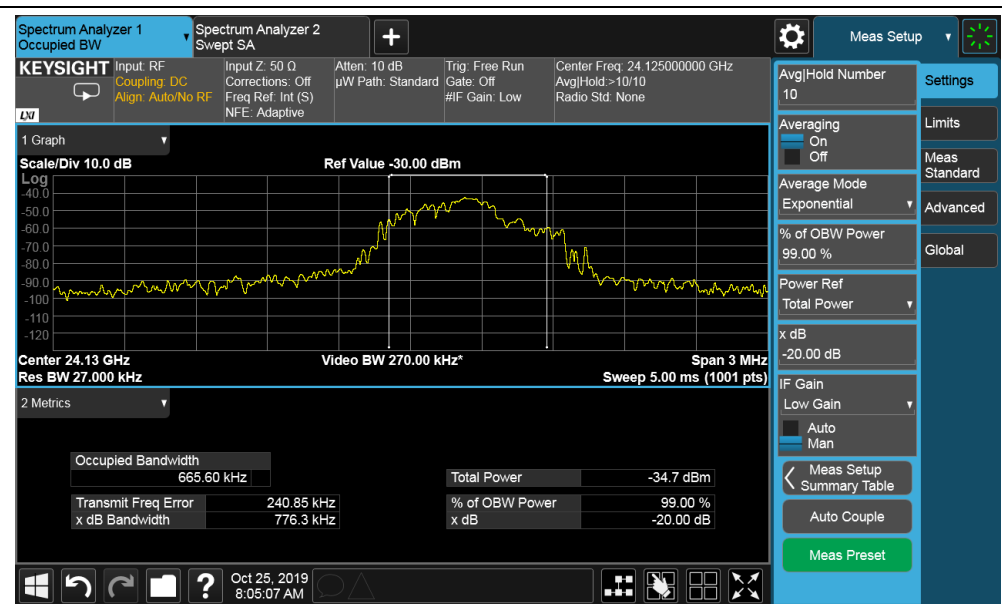 Spectrum Analyzer 1
Occupied BW
Spectrum Analyzer 2
Swept SA
Meas Setup
KEYSIGHT
LXI
Input: RF
Coupling: DC
Align: Auto/No RF
Input Z: 50 Ω
Corrections: Off
Freq Ref: Int (S)
NFE: Adaptive
Atten: 10 dB
µW Path: Standard
Trig: Free Run
Gate: Off
#IF Gain: Low
Center Freq: 24.125000000 GHz
Avg|Hold:>10/10
Radio Std: None
1 Graph
Scale/Div 10.0 dB
Ref Value -30.00 dBm
Log
-40.0
-50.0
-60.0
-70.0
-80.0
-90.0
-100
-110
-120
Center 24.13 GHz
Video BW 270.00 kHz*
Span 3 MHz
Res BW 27.000 kHz
Sweep 5.00 ms (1001 pts)
2 Metrics
Occupied Bandwidth
665.60 kHz
Total Power -34.7 dBm
Transmit Freq Error 240.85 kHz
% of OBW Power 99.00 %
x dB Bandwidth 776.3 kHz
x dB -20.00 dB
Avg|Hold Number
10
Averaging
On
Off
Average Mode
Exponential
% of OBW Power
99.00 %
Power Ref
Total Power
x dB
-20.00 dB
IF Gain
Low Gain
Auto
Man
Meas Setup
Summary Table
Auto Couple
Meas Preset
Settings
Limits
Meas
Standard
Advanced
Global
?
Oct 25, 2019
8:05:07 AM